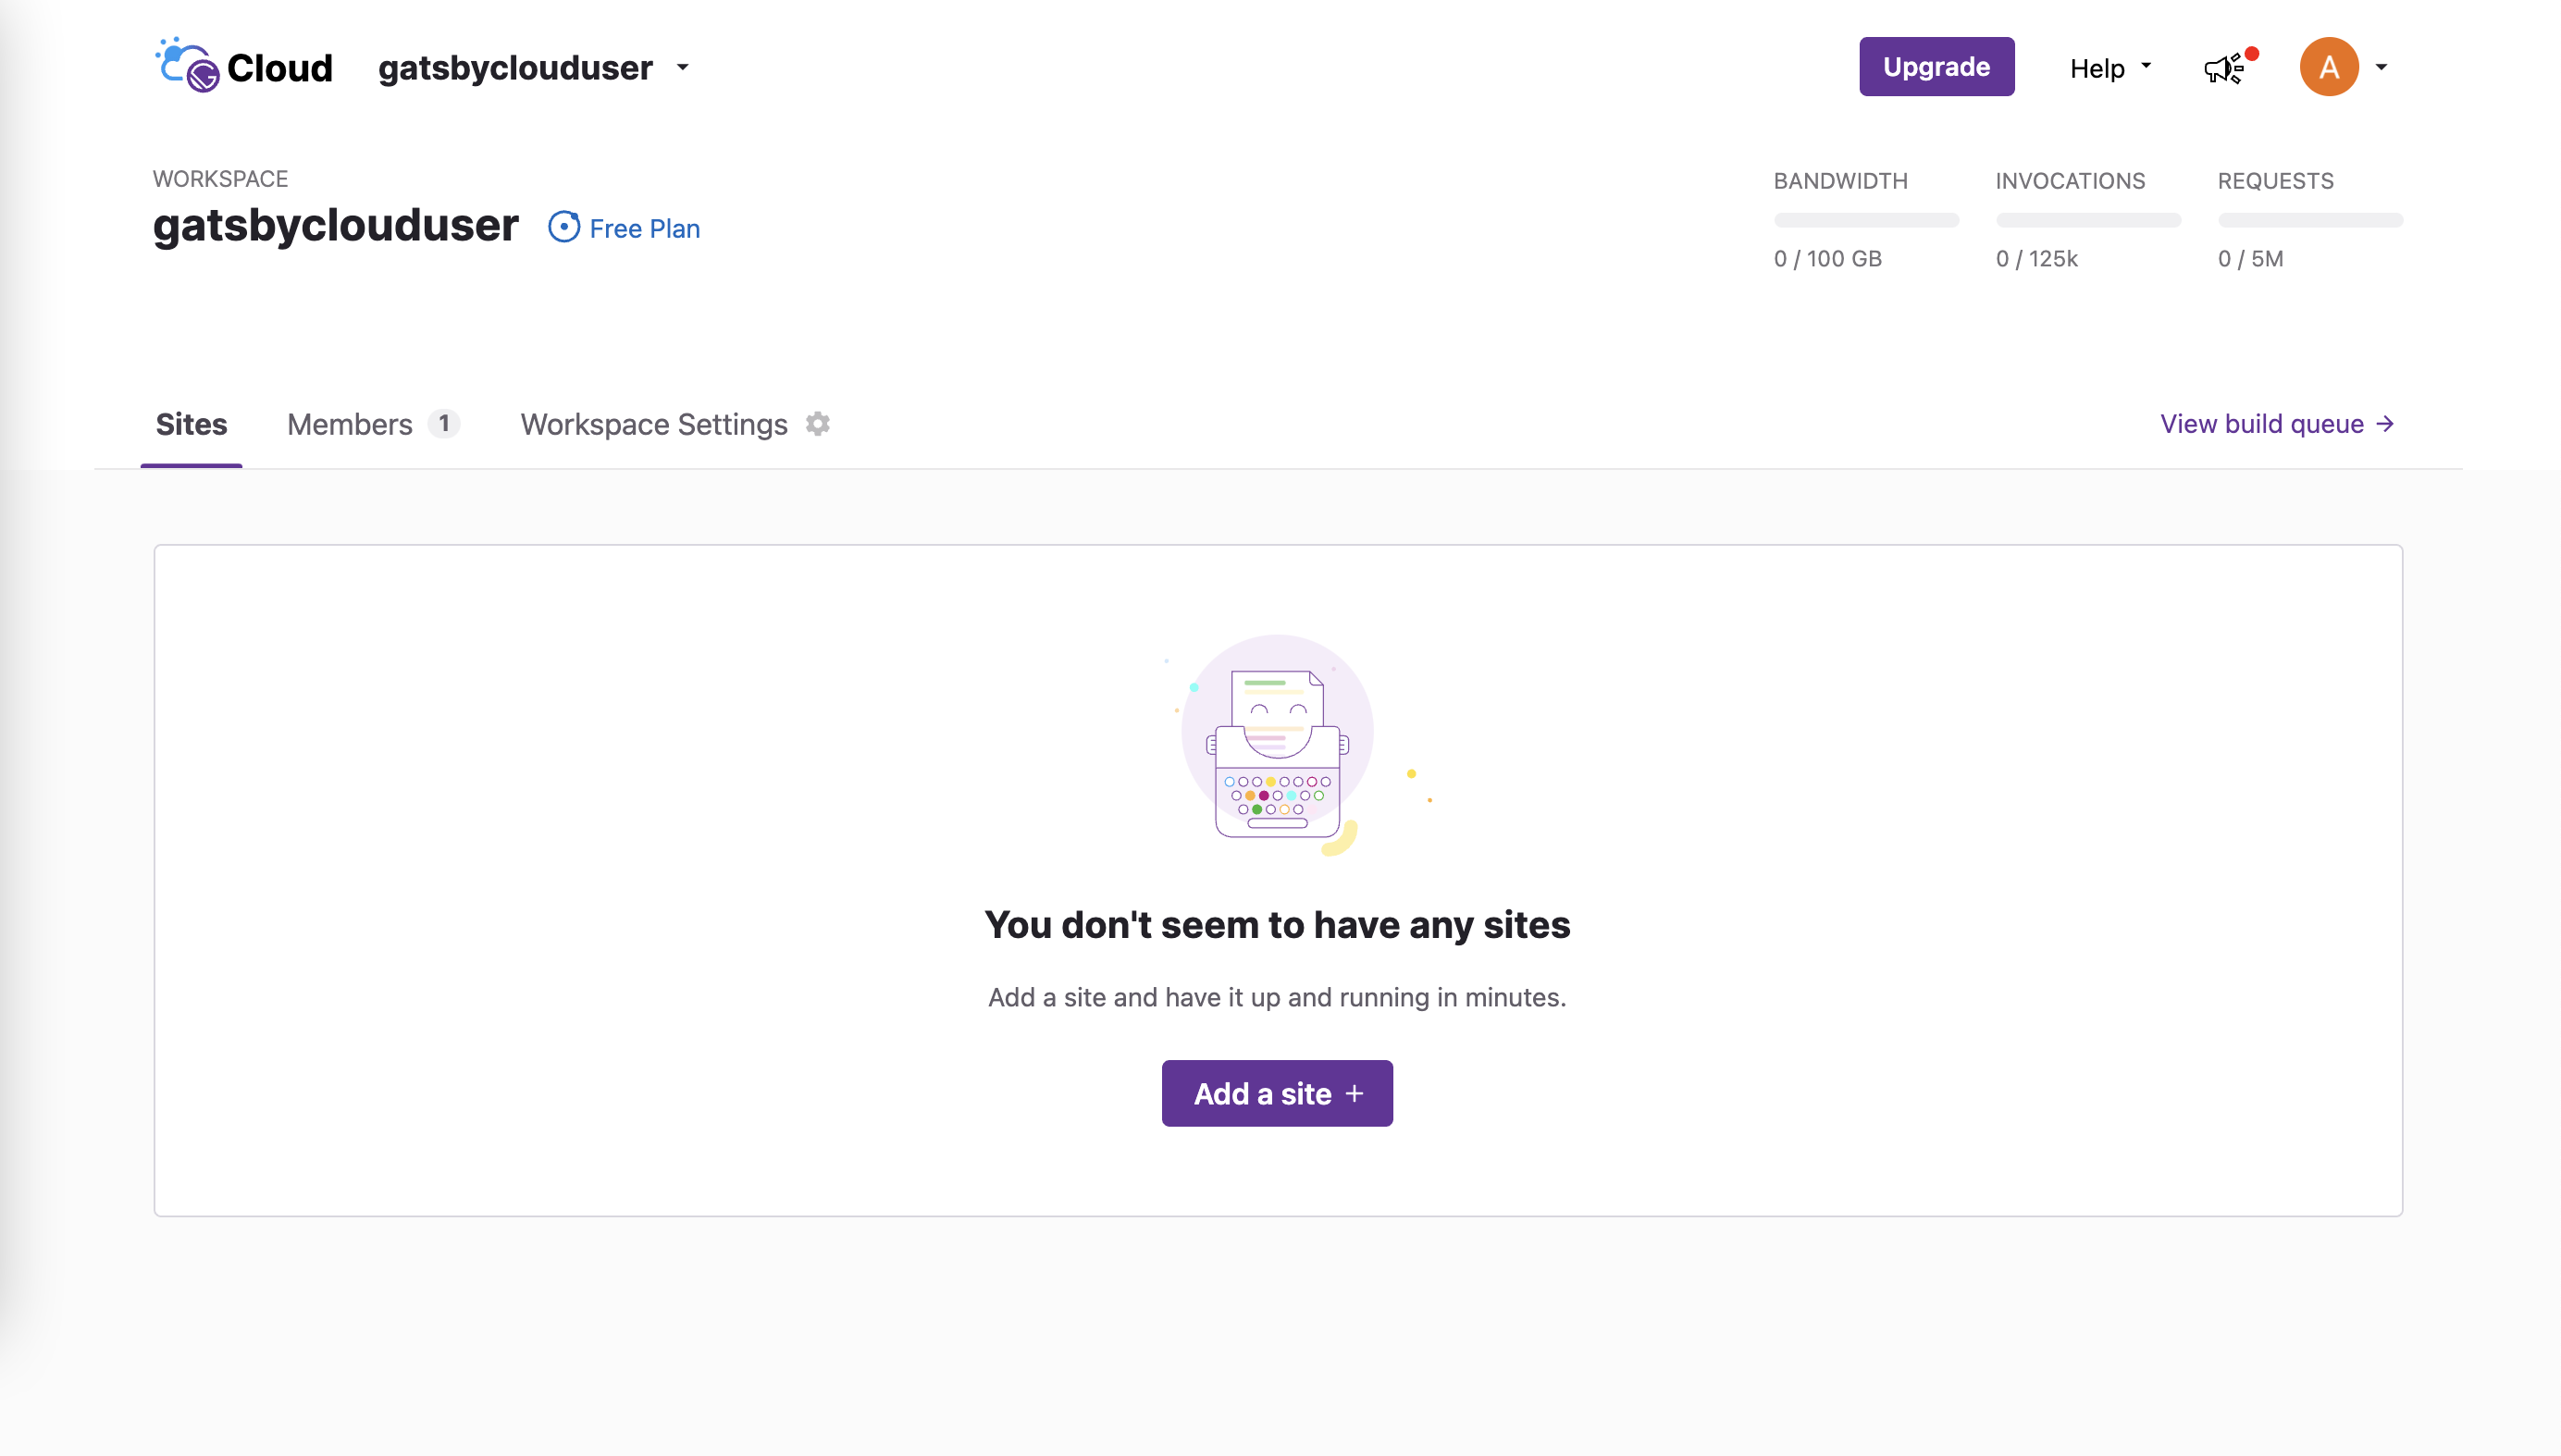 Cloud gatsbyclouduser
Upgrade Help A
WORKSPACE
gatsbyclouduser Free Plan
BANDWIDTH INVOCATIONS REQUESTS
0 / 100 GB 0 / 125k 0 / 5M
Sites Members 1 Workspace Settings View build queue →
You don't seem to have any sites
Add a site and have it up and running in minutes.
Add a site +